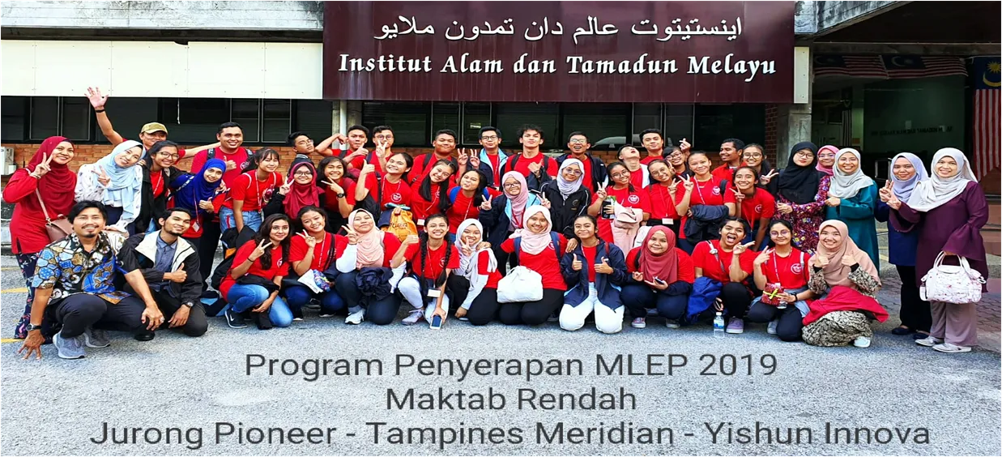 اينستيتوت عالم دان تمدون ملايو
Institut Alam dan Tamadun Melayu
Program Penyerapan MLEP 2019
Maktab Rendah
Jurong Pioneer - Tampines Meridian - Yishun Innova